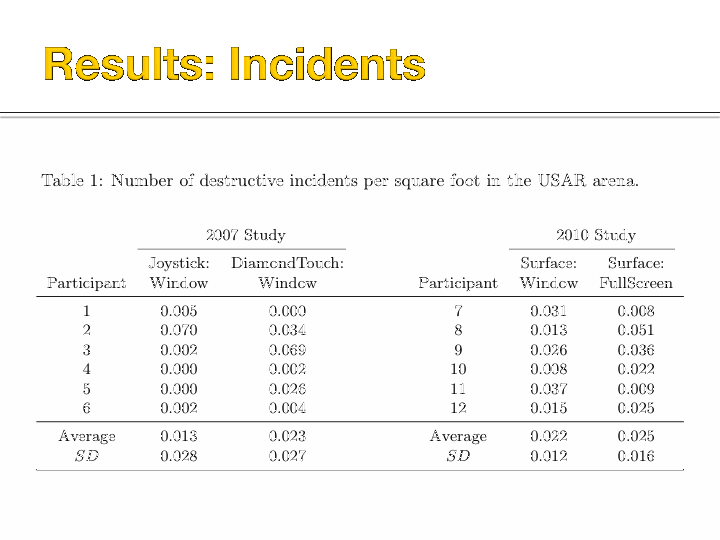 Results: Incidents
Table 1: Number of destructive incidents per square foot in the USAR arena.
2007 Study 2010 Study
Joystick: DiamondTouch: Surface: Surface:
Participant Window Window Participant Window FullScreen
1 0.005 0.000 7 0.031 0.008
2 0.070 0.034 8 0.013 0.051
3 0.002 0.069 9 0.026 0.036
4 0.000 0.002 10 0.008 0.022
5 0.000 0.026 11 0.037 0.009
6 0.002 0.004 12 0.015 0.025
Average 0.013 0.023 Average 0.022 0.025
SD 0.028 0.027 SD 0.012 0.016